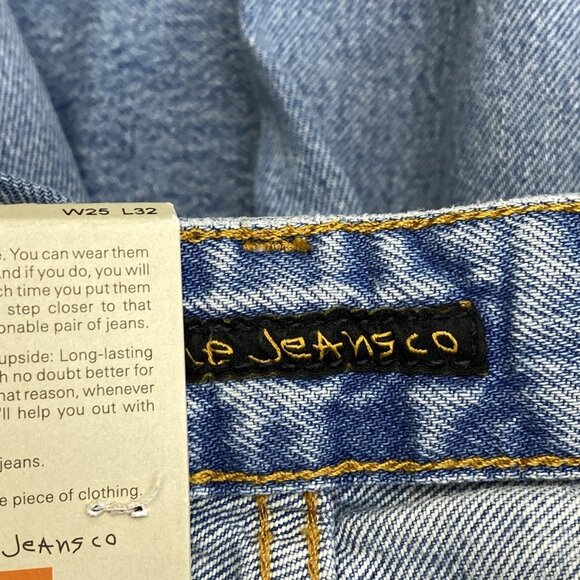 W25 L32
. You can wear them
And if you do, you will
ch time you put them
step closer to that
onable pair of jeans.
upside: Long-lasting
h no doubt better for
hat reason, whenever
'll help you out with
jeans.
e piece of clothing.
Jeans co
Jeans co